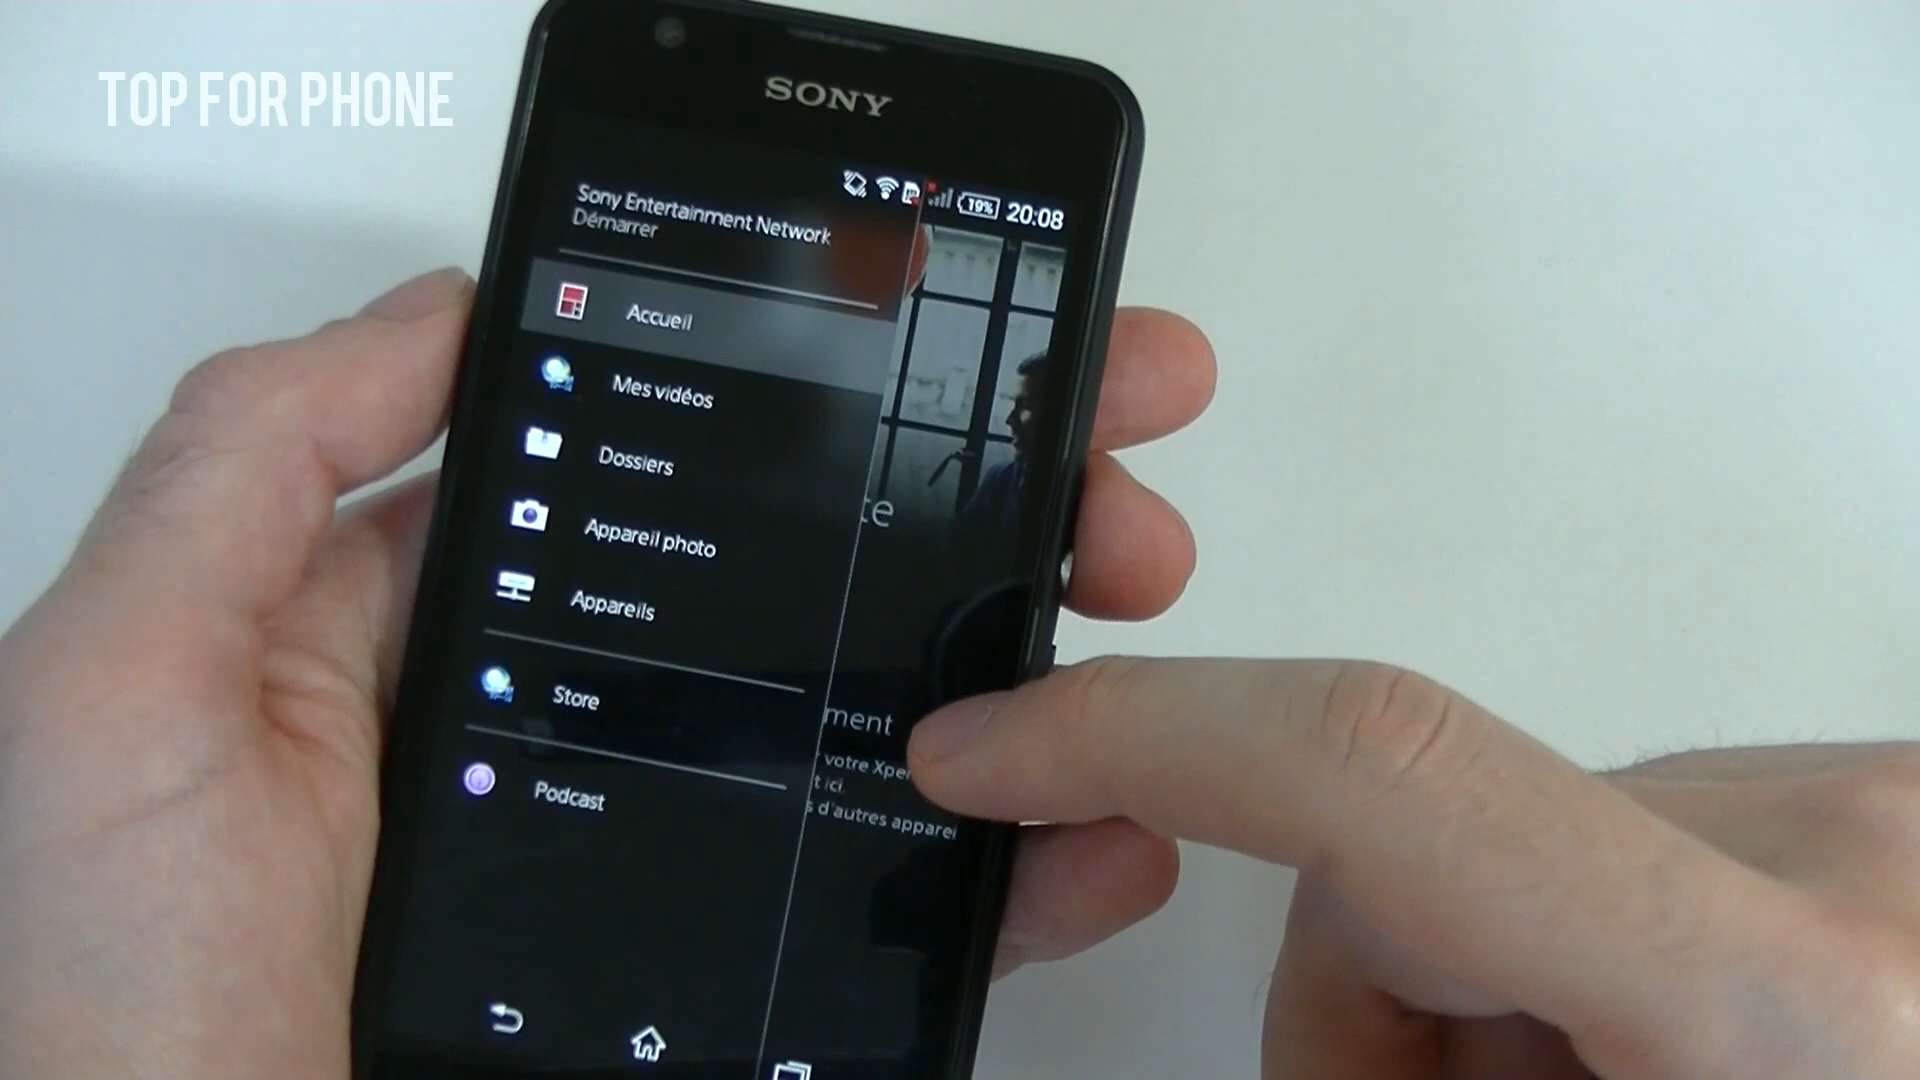 TOP FOR PHONE
SONY
19% 20:08
Sony Entertainment Network
Démarrer
Accueil
Mes vidéos
Dossiers
Appareil photo
Appareils
Store
Podcast
te
ment
votre Xper
t ici.
s d'autres apparei